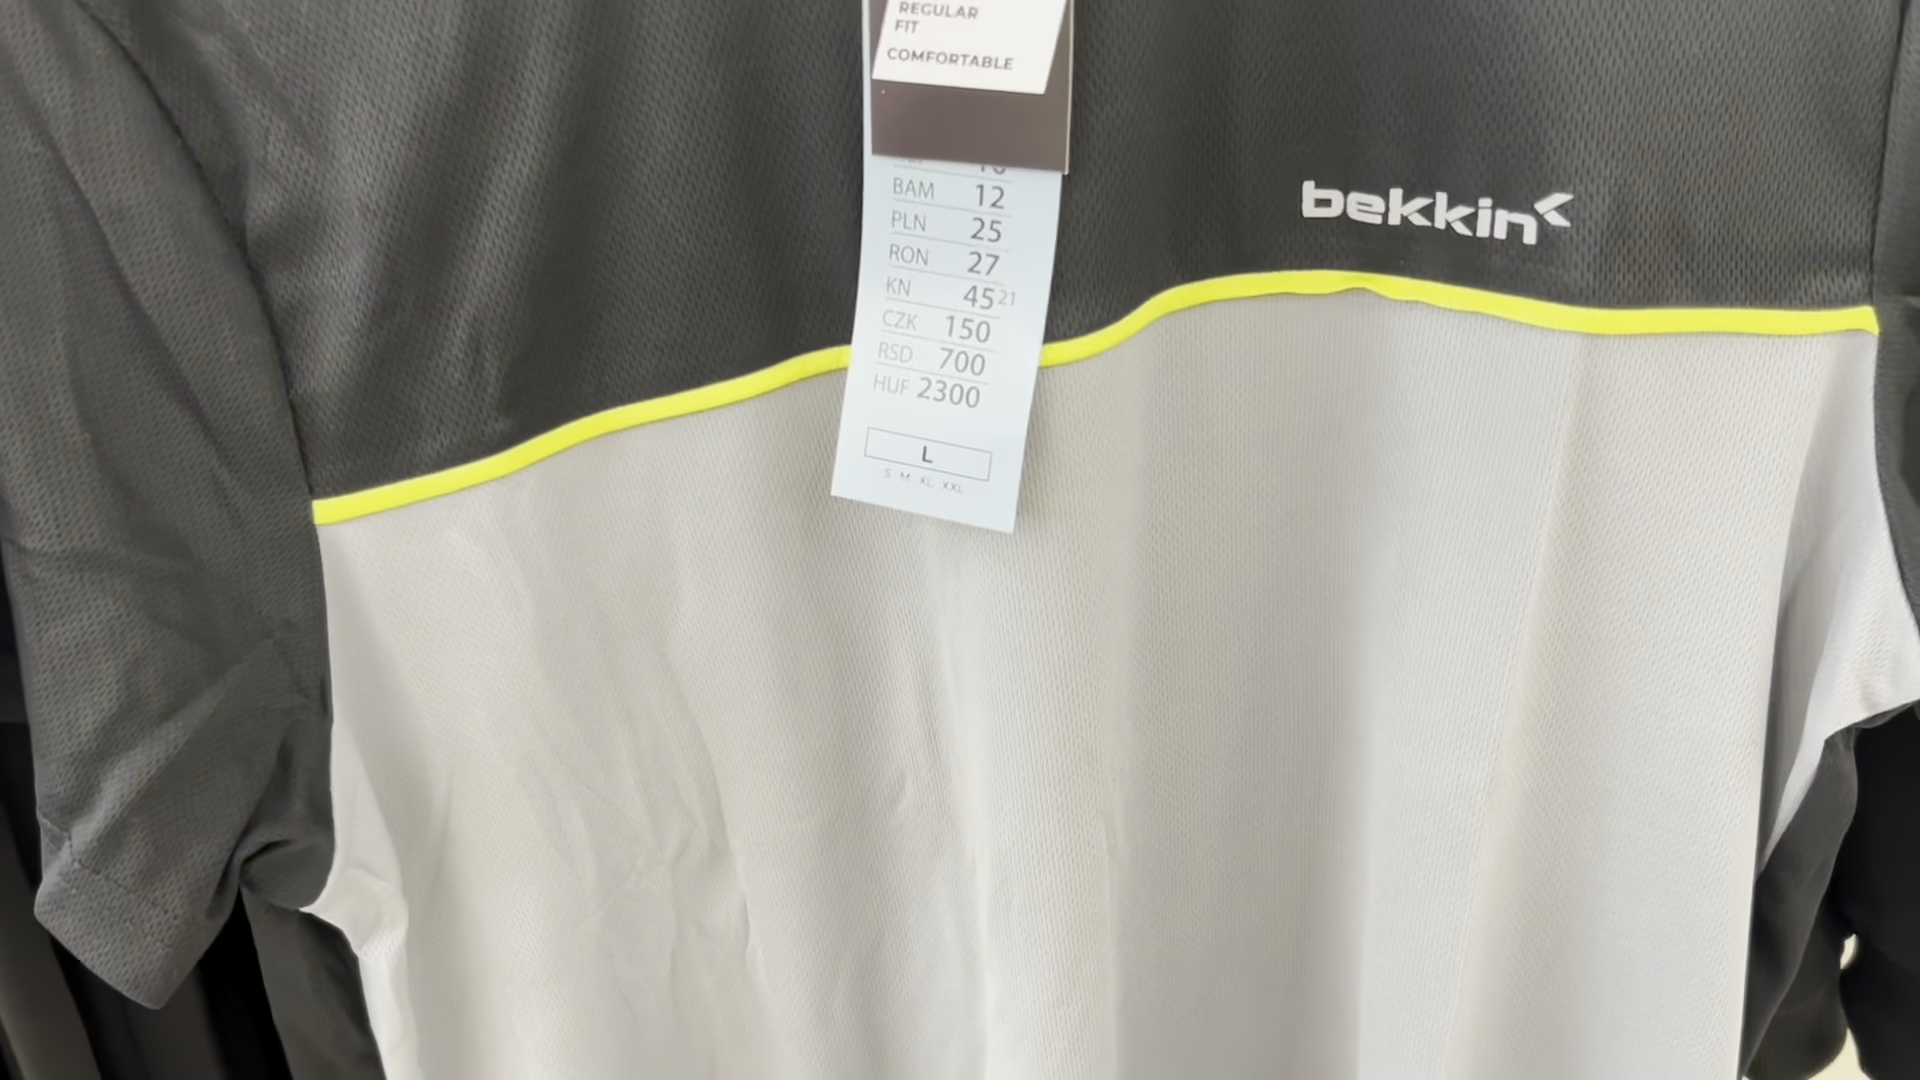 REGULAR
FIT
COMFORTABLE
BAM 12
bekkin
PLN 25
RON 27
KN 45 21
CZK 150
RSD 700
HUF 2300
L
S M XL XXL